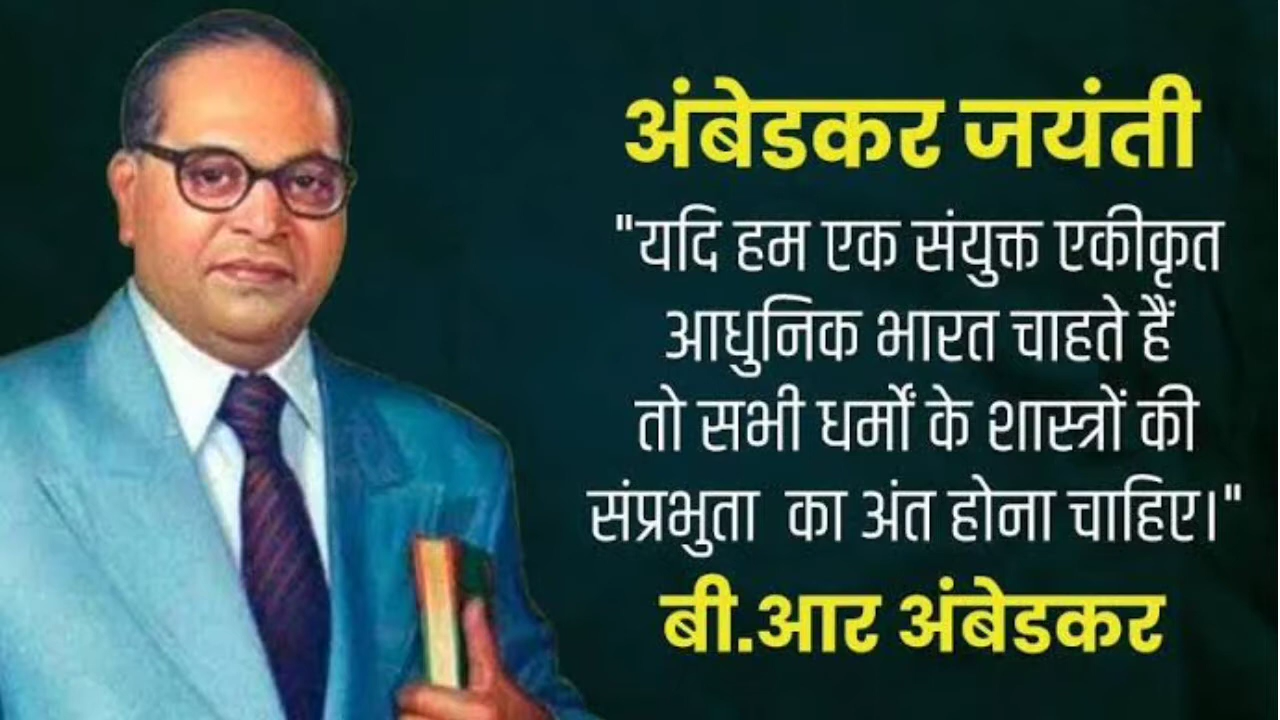 अंबेडकर जयंती
"यदि हम एक संयुक्त एकीकृत
आधुनिक भारत चाहते हैं
तो सभी धर्मों के शास्त्रों की
संप्रभुता का अंत होना चाहिए।"
बी.आर अंबेडकर